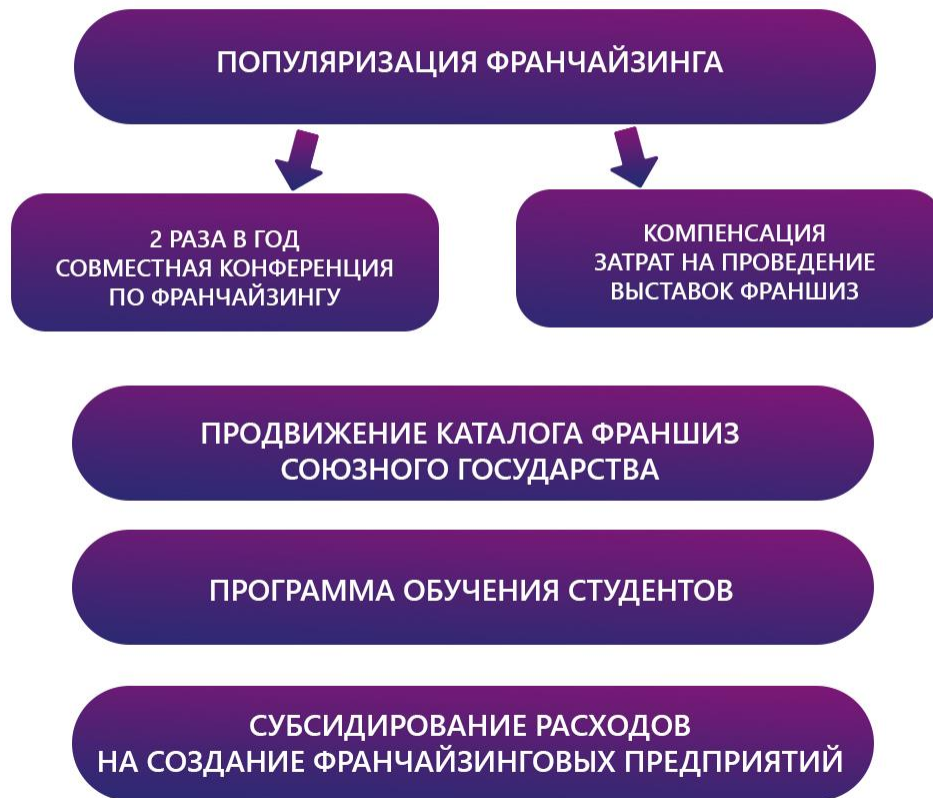 ПОПУЛЯРИЗАЦИЯ ФРАНЧАЙЗИНГА
2 РАЗА В ГОД
СОВМЕСТНАЯ КОНФЕРЕНЦИЯ
ПО ФРАНЧАЙЗИНГУ
КОМПЕНСАЦИЯ
ЗАТРАТ НА ПРОВЕДЕНИЕ
ВЫСТАВОК ФРАНШИЗ
ПРОДВИЖЕНИЕ КАТАЛОГА ФРАНШИЗ
СОЮЗНОГО ГОСУДАРСТВА
ПРОГРАММА ОБУЧЕНИЯ СТУДЕНТОВ
СУБСИДИРОВАНИЕ РАСХОДОВ
НА СОЗДАНИЕ ФРАНЧАЙЗИНГОВЫХ ПРЕДПРИЯТИЙ